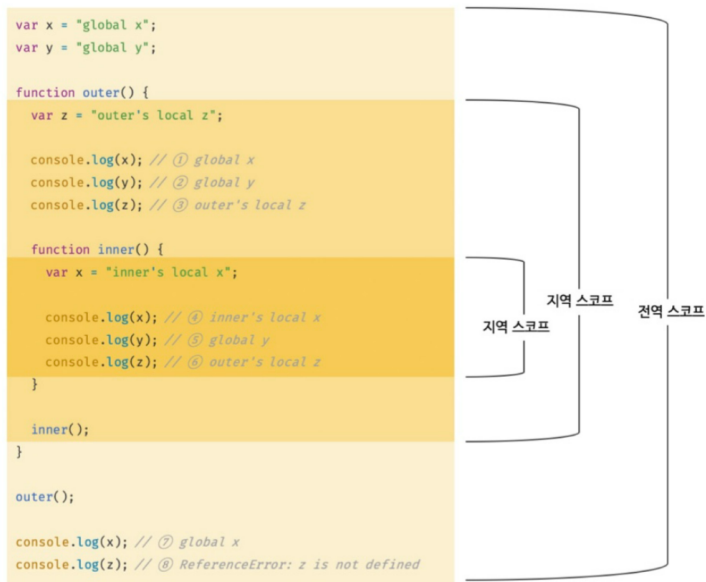 var x = "global x";
var y = "global y";
function outer() {
var z = "outer's local z";
console.log(x); // ① global x
console.log(y); // ② global y
console.log(z); // ③ outer's local z
function inner() {
var x = "inner's local x";
console.log(x); // ④ inner's local x
console.log(y); // ⑤ global y
console.log(z); // ⑥ outer's local z
}
inner();
}
outer();
console.log(x); // ⑦ global x
console.log(z); // ⑧ ReferenceError: z is not defined
지역 스코프
지역 스코프
전역 스코프